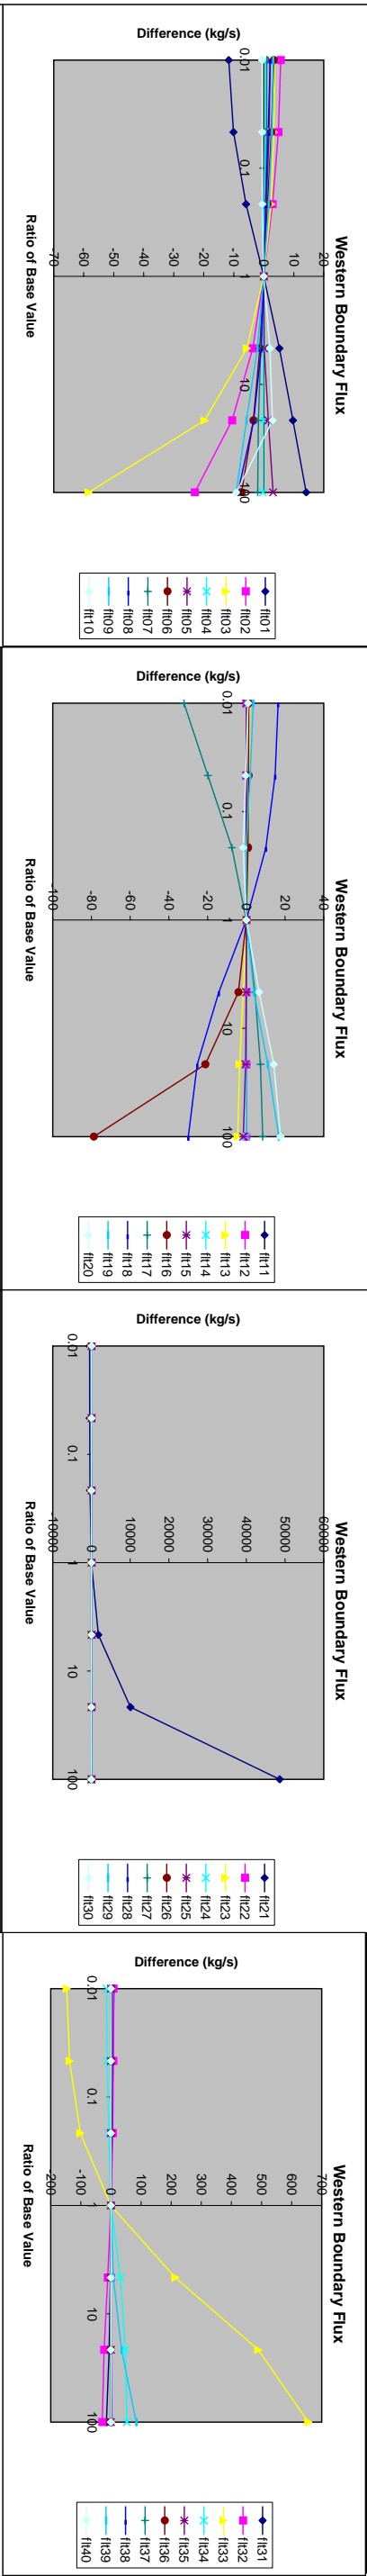 Western Boundary Flux
Difference (kg/s)
20
10
0
-10
-20
-30
-40
-50
-60
-70
0.01
0.1
1
10
100
Ratio of Base Value
flt01
flt02
flt03
flt04
flt05
flt06
flt07
flt08
flt09
flt10
Western Boundary Flux
Difference (kg/s)
40
20
0
-20
-40
-60
-80
-100
0.01
0.1
1
10
100
Ratio of Base Value
flt11
flt12
flt13
flt14
flt15
flt16
flt17
flt18
flt19
flt20
Western Boundary Flux
Difference (kg/s)
60000
50000
40000
30000
20000
10000
0
-10000
0.01
0.1
1
10
100
Ratio of Base Value
flt21
flt22
flt23
flt24
flt25
flt26
flt27
flt28
flt29
flt30
Western Boundary Flux
Difference (kg/s)
700
600
500
400
300
200
100
0
-100
-200
0.01
0.1
1
10
100
Ratio of Base Value
flt31
flt32
flt33
flt34
flt35
flt36
flt37
flt38
flt39
flt40